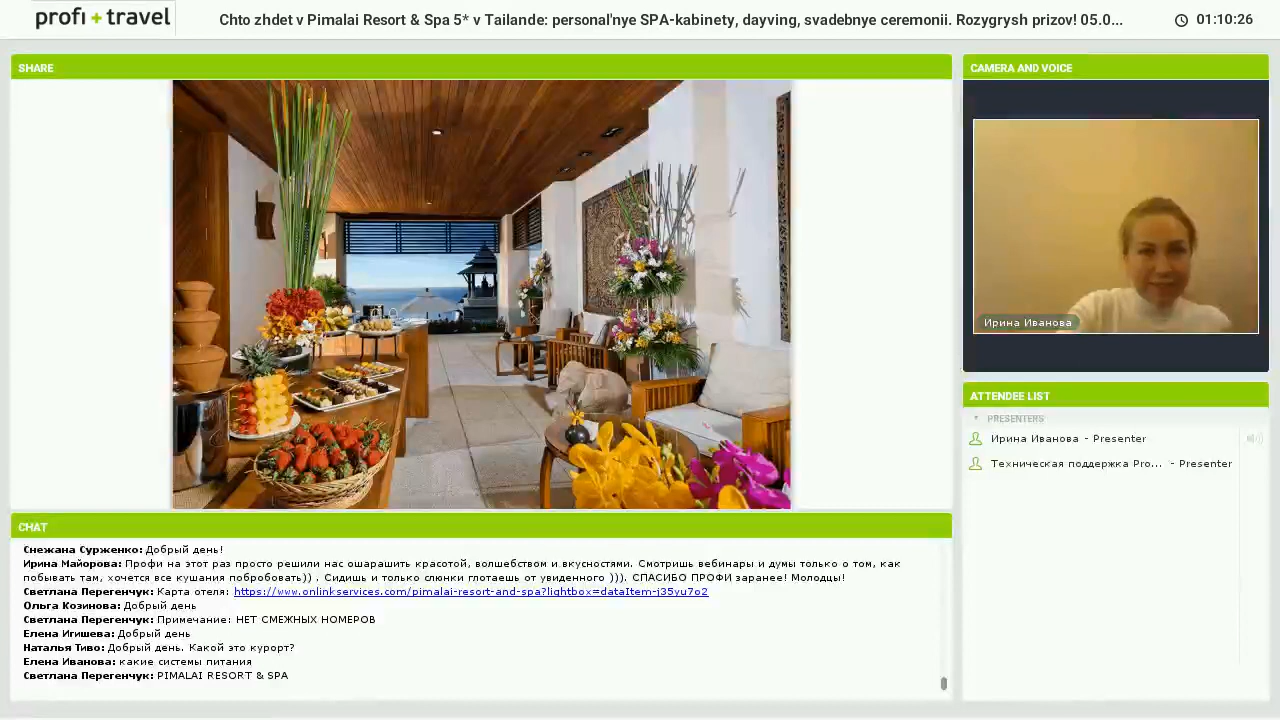 profi + travel
Chto zhdet v Pimalai Resort & Spa 5* v Tailande: personal'nye SPA-kabinety, dayving, svadebnye ceremonii. Rozygrysh prizov! 05.0...
01:10:26
SHARE
CAMERA AND VOICE
Ирина Иванова
ATTENDEE LIST
PRESENTERS
Ирина Иванова - Presenter
Техническая поддержка Pro... - Presenter
CHAT
Снежана Сурженко: Добрый день!
Ирина Майорова: Профи на этот раз просто решили нас ошарашить красотой, волшебством и вкусностями. Смотришь вебинары и думы только о том, как
побывать там, хочется все кушания попробовать)) . Сидишь и только слюнки глотаешь от увиденного ))). СПАСИБО ПРОФИ заранее! Молодцы!
Светлана Перегенчук: Карта отеля: https://www.onlinkservices.com/pimalai-resort-and-spa?lightbox=dataItem-j35yu7o2
Ольга Козинова: Добрый день
Светлана Перегенчук: Примечание: НЕТ СМЕЖНЫХ НОМЕРОВ
Елена Игишева: Добрый день
Наталья Тиво: Добрый день. Какой это курорт?
Елена Иванова: какие системы питания
Светлана Перегенчук: PIMALAI RESORT & SPA